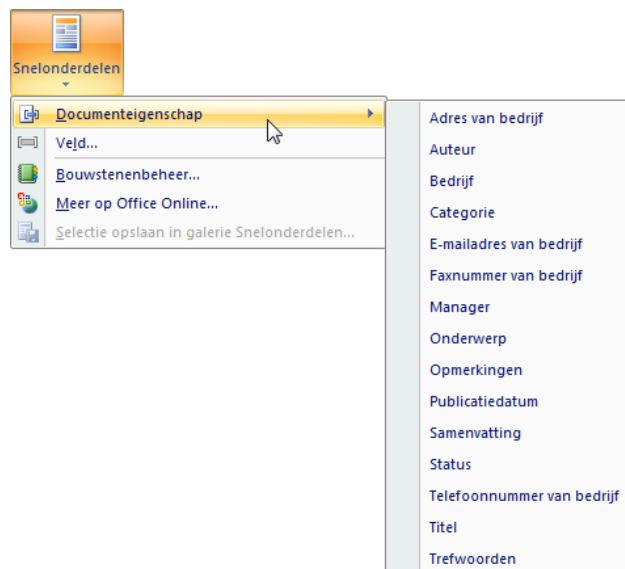 Snelonderdelen
Documenteigenschap
Veld...
Bouwstenenbeheer...
Meer op Office Online...
Selectie opslaan in galerie Snelonderdelen...
Adres van bedrijf
Auteur
Bedrijf
Categorie
E-mailadres van bedrijf
Faxnummer van bedrijf
Manager
Onderwerp
Opmerkingen
Publicatiedatum
Samenvatting
Status
Telefoonnummer van bedrijf
Titel
Trefwoorden